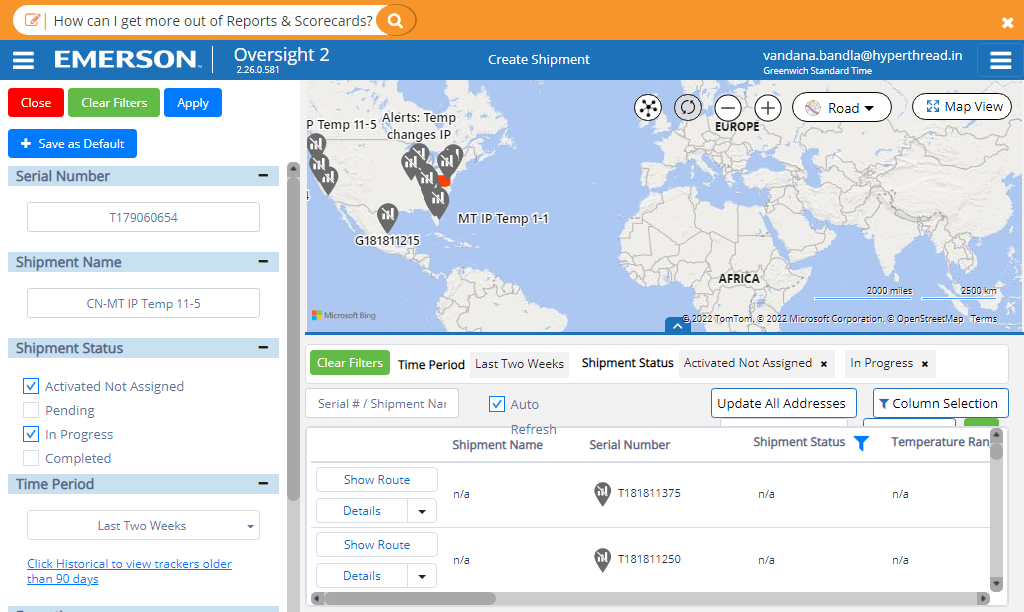 How can I get more out of Reports & Scorecards?
EMERSON
Oversight 2
2.26.0.581
Create Shipment
vandana.bandla@hyperthread.in
Greenwich Standard Time
Close
Clear Filters
Apply
Save as Default
Serial Number
T179060654
Shipment Name
CN-MT IP Temp 11-5
Shipment Status
Activated Not Assigned
Pending
In Progress
Completed
Time Period
Last Two Weeks
Click Historical to view trackers older
than 90 days
P Temp 11-5
Alerts: Temp
changes IP
MT IP Temp 1-1
G181811215
EUROPE
AFRICA
Road
Map View
2000 miles
2500 km
Microsoft Bing
© 2022 TomTom, © 2022 Microsoft Corporation, © OpenStreetMap Terms
Clear Filters
Time Period
Last Two Weeks
Shipment Status
Activated Not Assigned ×
In Progress ×
Serial # / Shipment Nar
Auto
Refresh
Update All Addresses
Column Selection
Shipment Name
Serial Number
Shipment Status
Temperature Ran
Show Route
Details
n/a
T181811375
n/a
n/a
Show Route
Details
n/a
T181811250
n/a
n/a